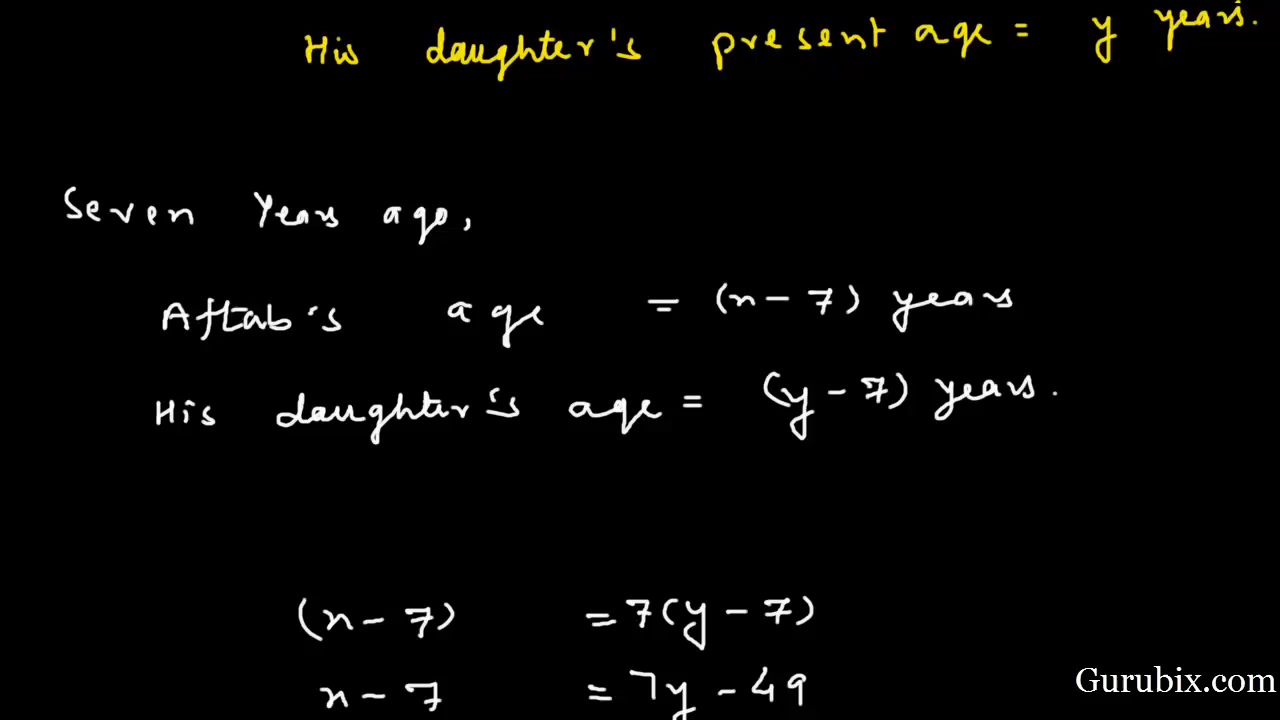 His daughter's present age = y years.
Seven Years ago,
Aftab's age = (n - 7) years
His daughter's age = (y - 7) years.
(n - 7) = 7(y - 7)
n - 7 = 7y - 49
Gurubix.com